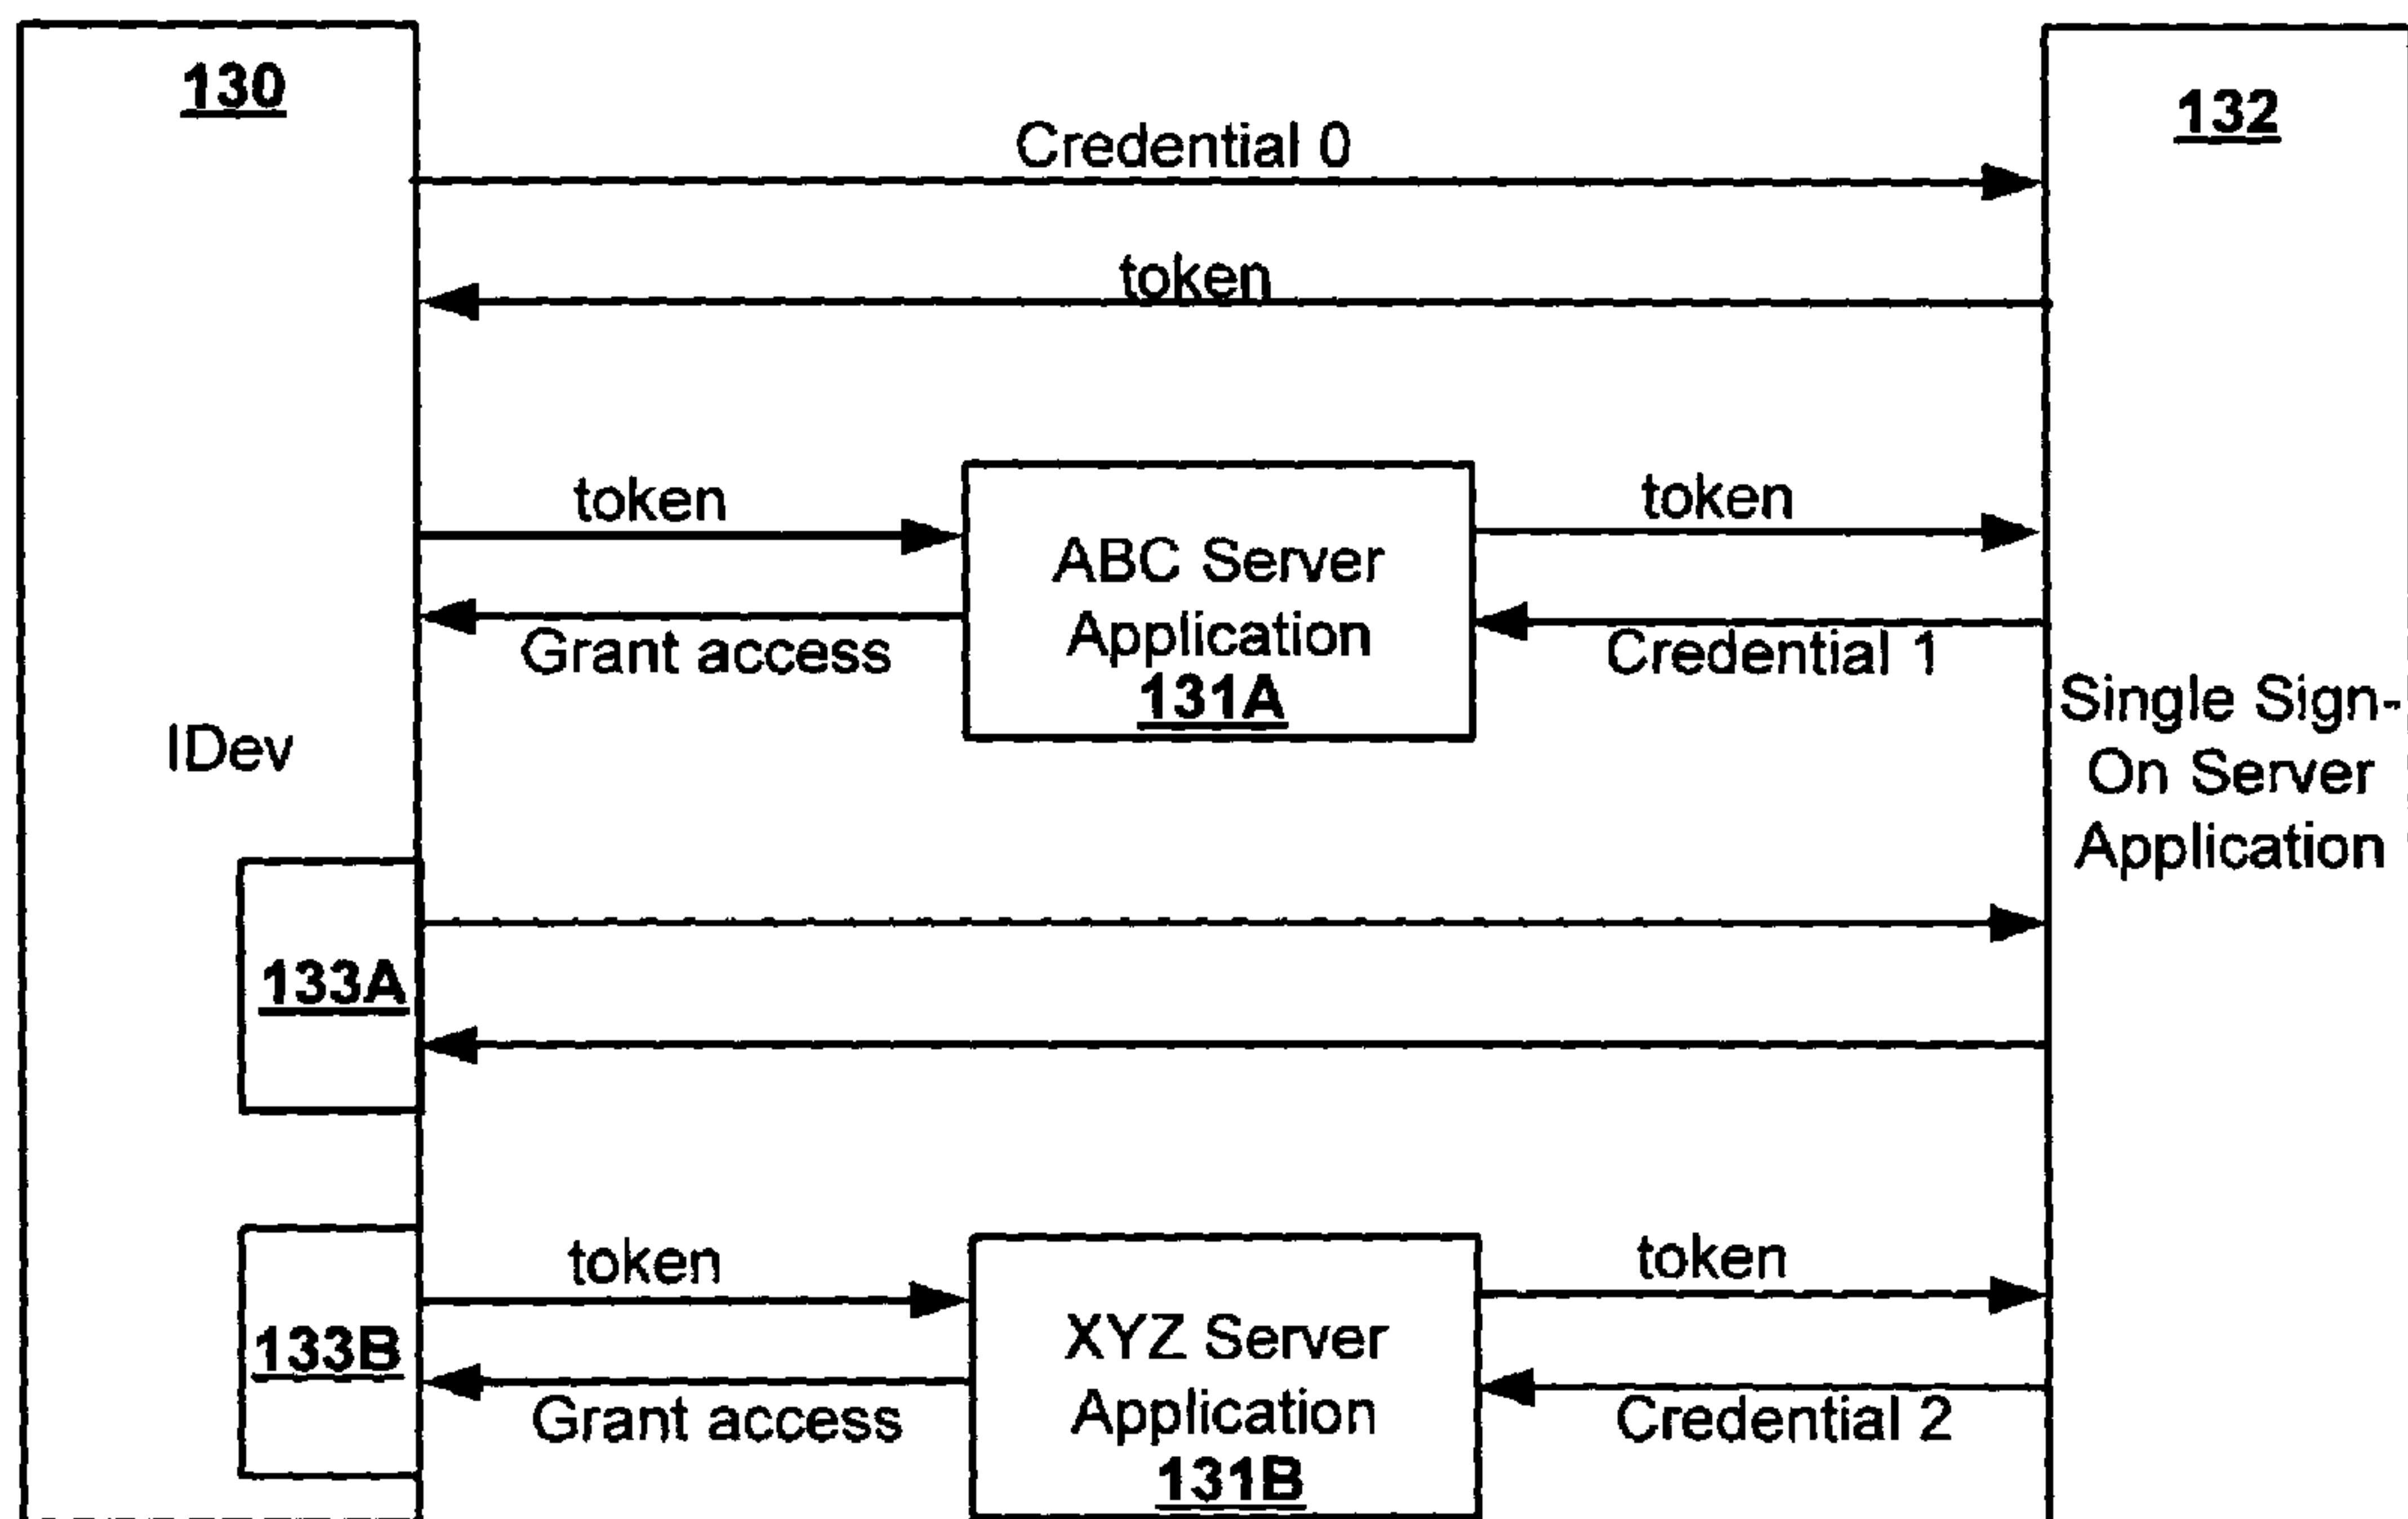 130
132
Credential 0
token
token
token
ABC Server
Application
131A
Grant access
Credential 1
IDev
Single Sign-
On Server
Application
133A
133B
token
token
XYZ Server
Application
131B
Grant access
Credential 2